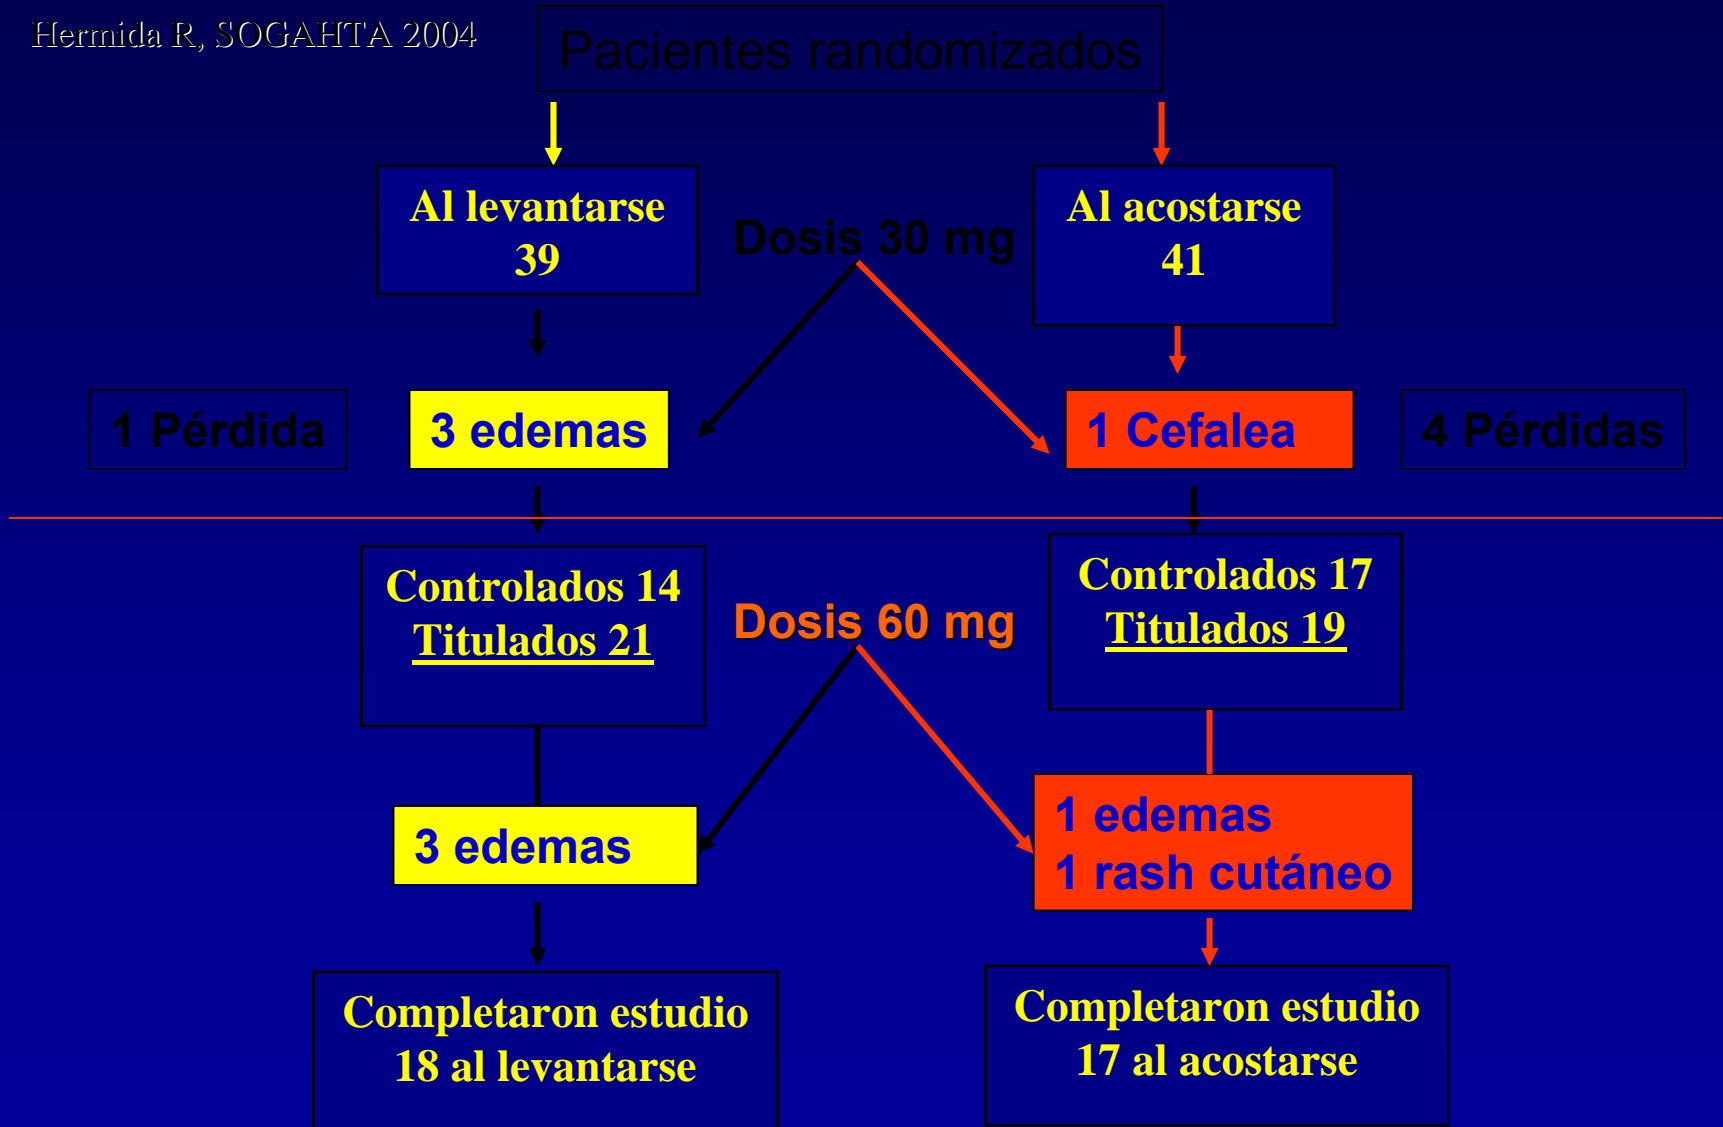 Hermida R, SOGAHTA 2004
Pacientes randomizados
Al levantarse
39
Dosis 30 mg
Al acostarse
41
1 Pérdida
3 edemas
1 Cefalea
4 Pérdidas
Controlados 14
Titulados 21
Dosis 60 mg
Controlados 17
Titulados 19
3 edemas
1 edemas
1 rash cutáneo
Completaron estudio
18 al levantarse
Completaron estudio
17 al acostarse